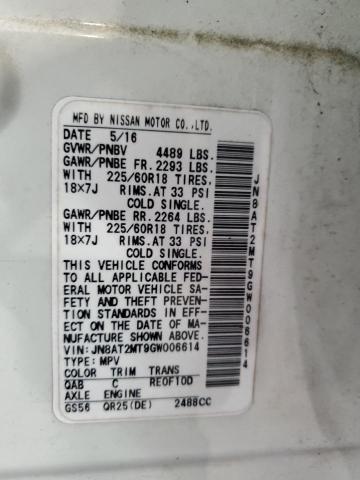 MFD BY NISSAN MOTOR CO.,LTD.
DATE 5/16
GVWR/PNBV 4489 LBS.
GAWR/PNBE FR. 2293 LBS.
WITH 225/60R18 TIRES,
18×7J RIMS.AT 33 PSI
COLD SINGLE.
GAWR/PNBE RR. 2264 LBS.
WITH 225/60R18 TIRES,
18×7J RIMS.AT 33 PSI
COLD SINGLE.
THIS VEHICLE CONFORMS
TO ALL APPLICABLE FED-
ERAL MOTOR VEHICLE SA-
FETY AND THEFT PREVEN-
TION STANDARDS IN EFF-
ECT ON THE DATE OF MA-
NUFACTURE SHOWN ABOVE.
VIN: JN8AT2MT9GW006614
TYPE: MPV
COLOR TRIM TRANS
QAB C RE0F10D
AXLE ENGINE
GS56 QR25(DE) 2488CC
JN8AT2MT9GW006614